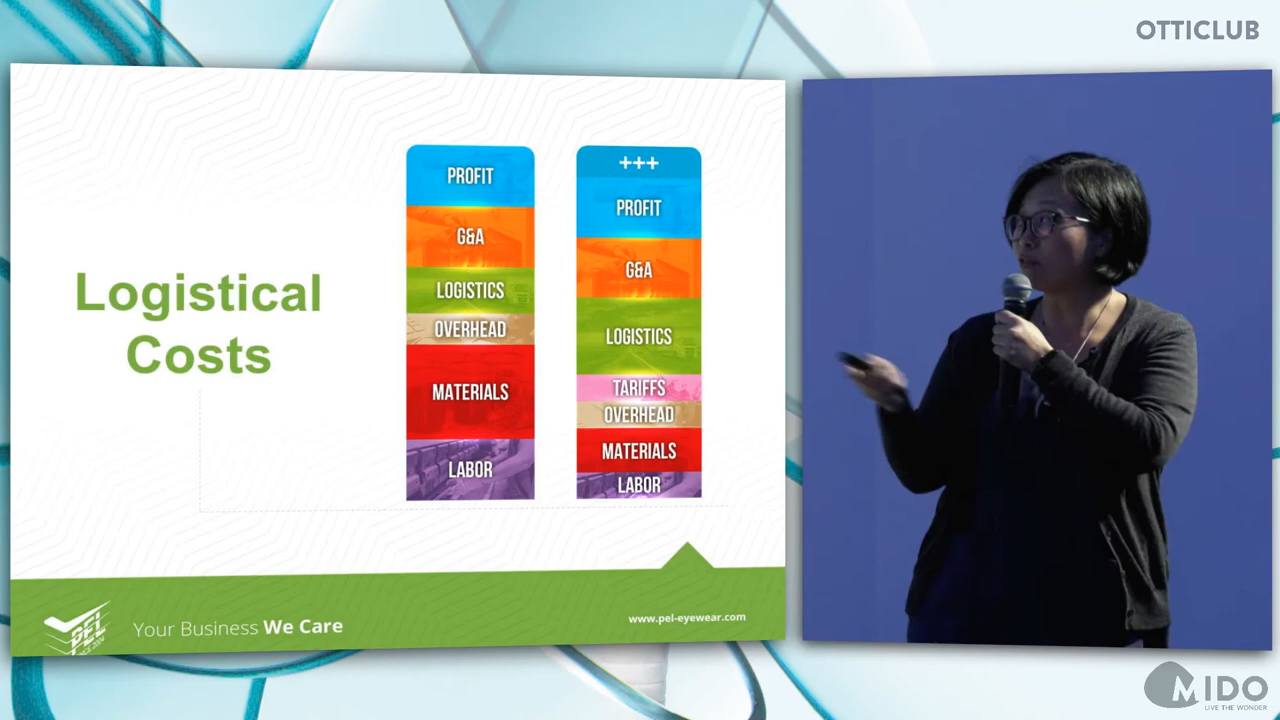 OTTICLUB
Logistical
Costs
PROFIT
G&A
LOGISTICS
OVERHEAD
MATERIALS
LABOR
+++
PROFIT
G&A
LOGISTICS
TARIFFS
OVERHEAD
MATERIALS
LABOR
PEL
Your Business We Care
www.pel-eyewear.com
MIDO
LIVE THE WONDER